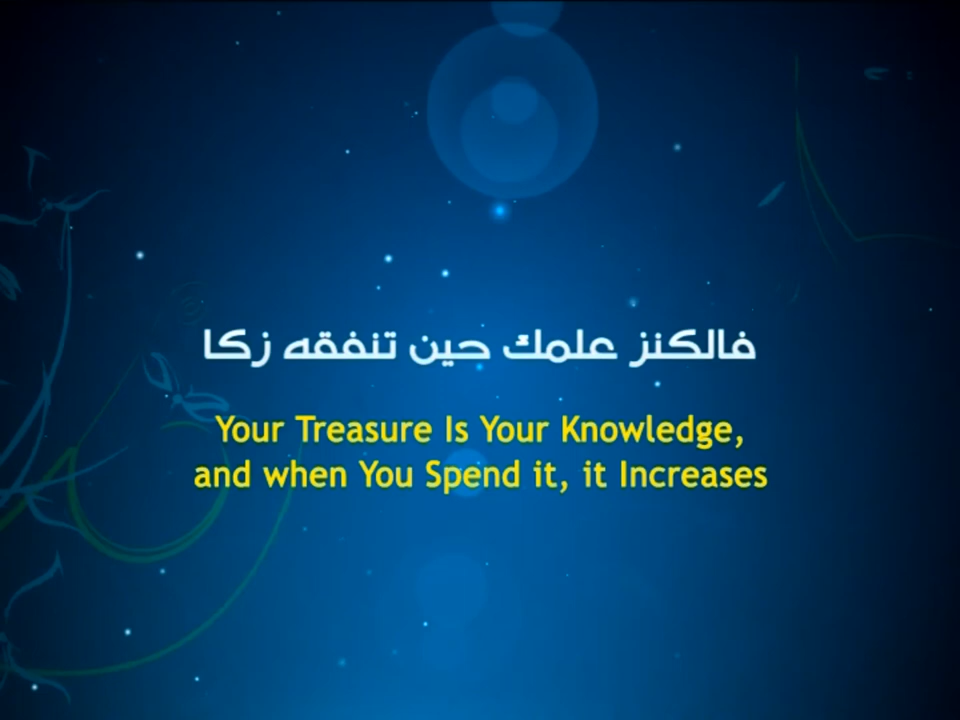 فالكنز علمك حين تنفقه زكا
Your Treasure Is Your Knowledge,
and when You Spend it, it Increases